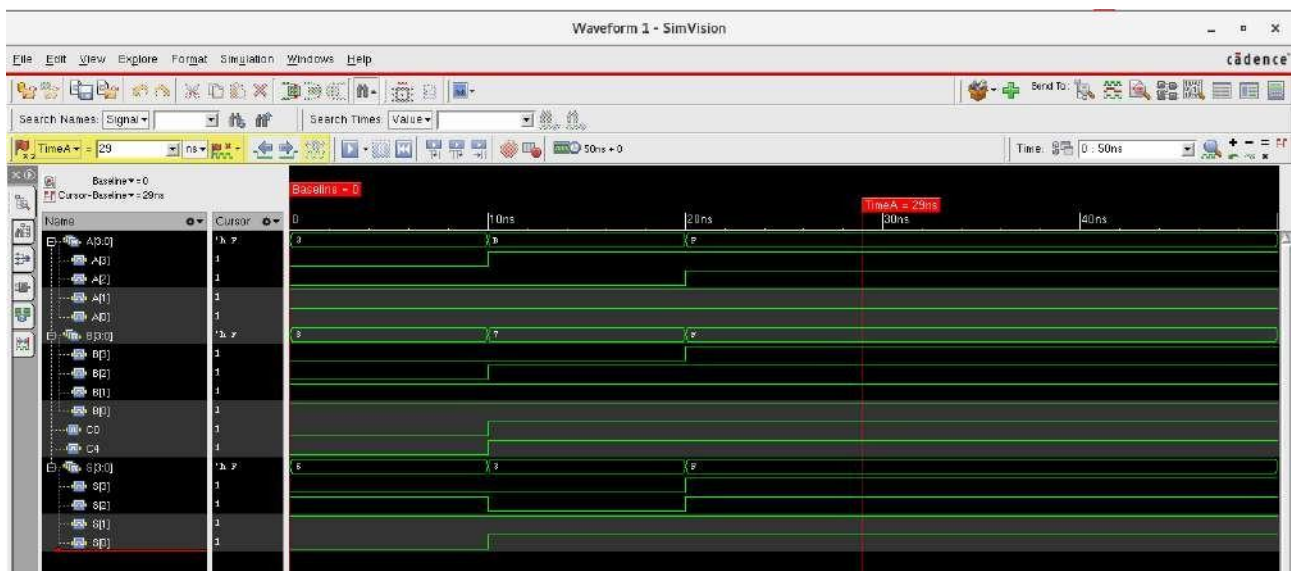 Waveform 1 - SimVision
File Edit View Explore Format Simulation Windows Help
cādence
Send To:
Search Names: Signal
Search Times: Value
TimeA = 29 ns
50ns + 0
Time: 0 : 50ns
Baseline = 0
Cursor-Baseline = 29ns
Baseline = 0
TimeA = 29ns
Name Cursor 0 10ns 20ns 30ns 40ns
A[3:0] 'h F 3 F
A[3] 1
A[2] 1
A[1] 1
A[0] 1
B[3:0] 'h F 3 7 F
B[3] 1
B[2] 1
B[1] 1
B[0] 1
C0 1
C4 1
S[3:0] 'h F 6 3 F
S[3] 1
S[2] 1
S[1] 1
S[0] 1